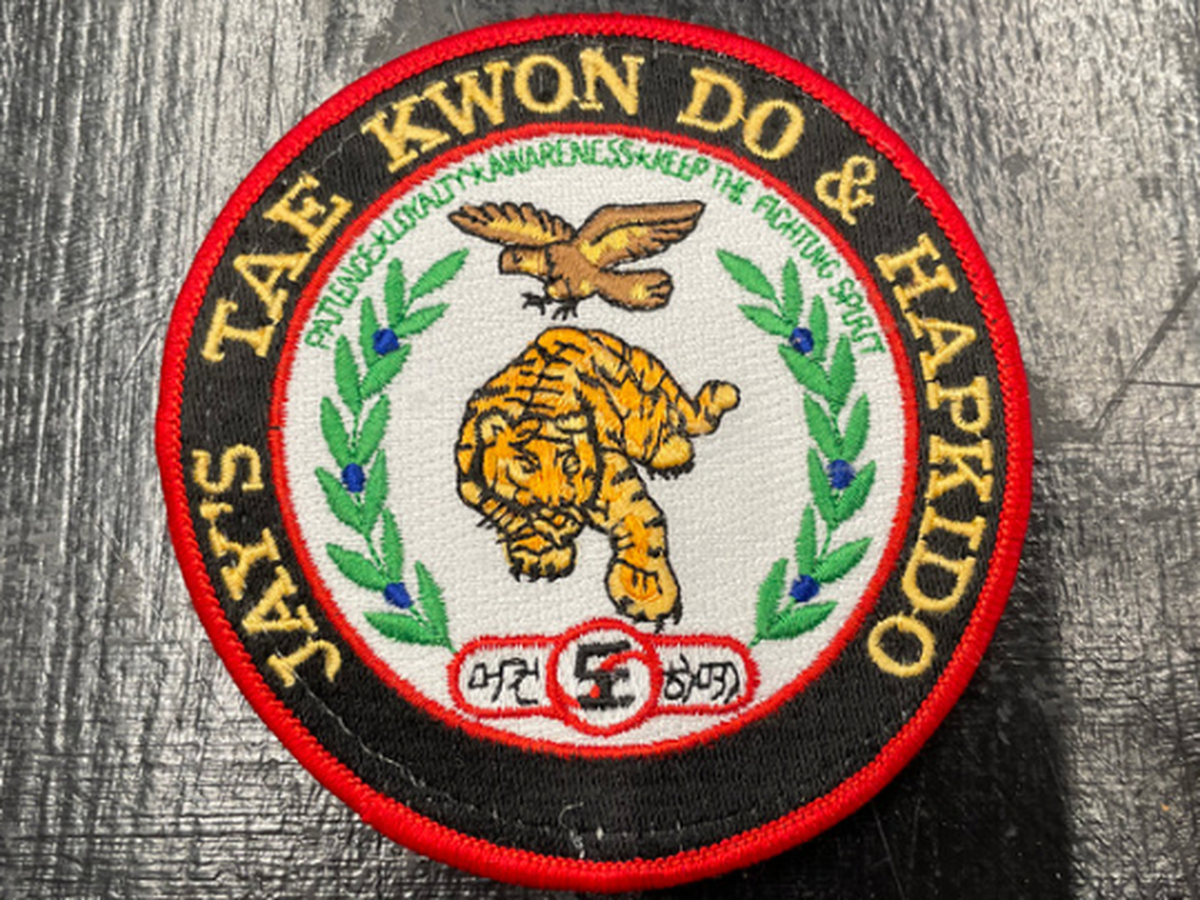 JAY'S TAE KWON DO & HAPKIDO
PATIENCE★LOYALTY★AWARENESS★KEEP THE FIGHTING SPIRIT